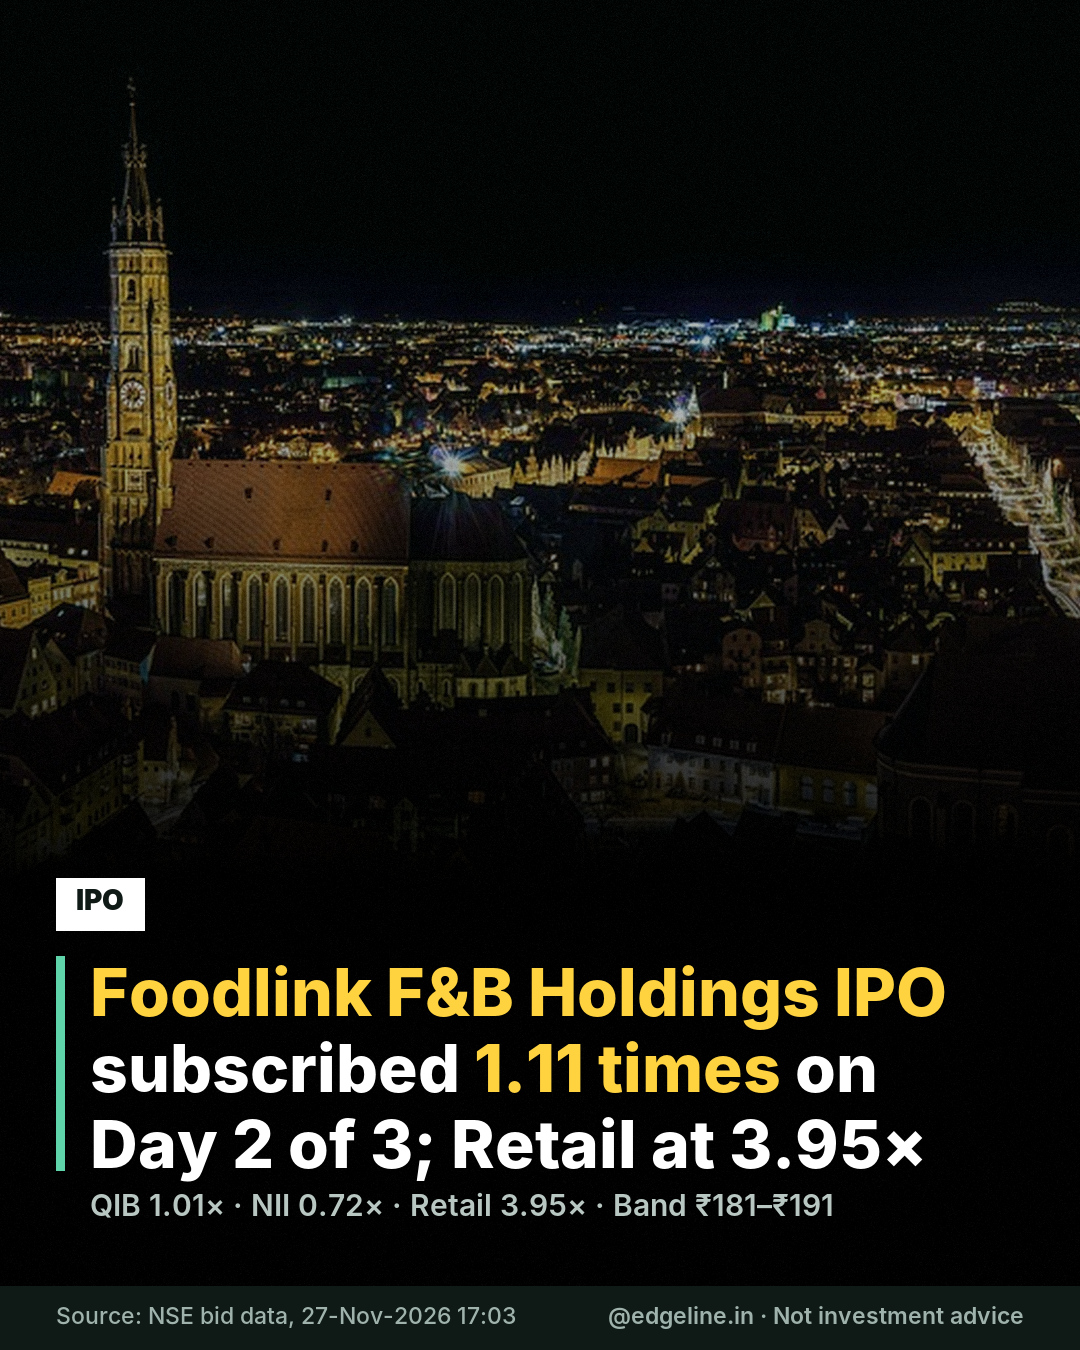 IPO
Foodlink F&B Holdings IPO
subscribed 1.11 times on
Day 2 of 3; Retail at 3.95×
QIB 1.01× · NII 0.72× · Retail 3.95× · Band ₹181–₹191
Source: NSE bid data, 27-Nov-2026 17:03
@edgeline.in · Not investment advice